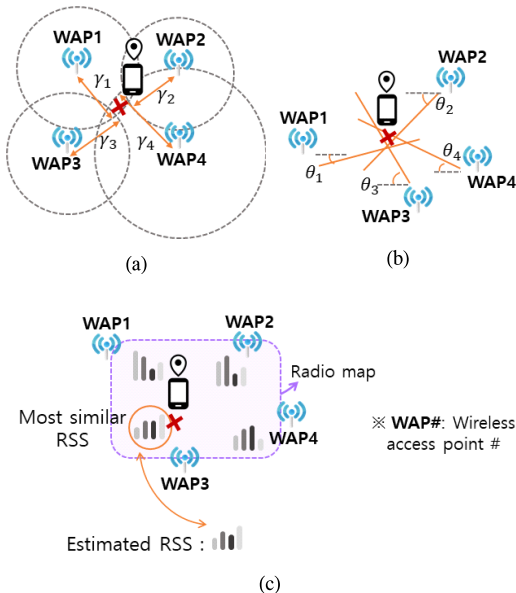 WAP1
WAP2
γ1
γ2
γ3
γ4
WAP3
WAP4
(a)
WAP2
WAP1
θ2
θ1
θ3
θ4
WAP4
WAP3
(b)
WAP1
WAP2
Radio map
Most similar
RSS
WAP4
WAP3
※ WAP#: Wireless
access point #
Estimated RSS :
(c)